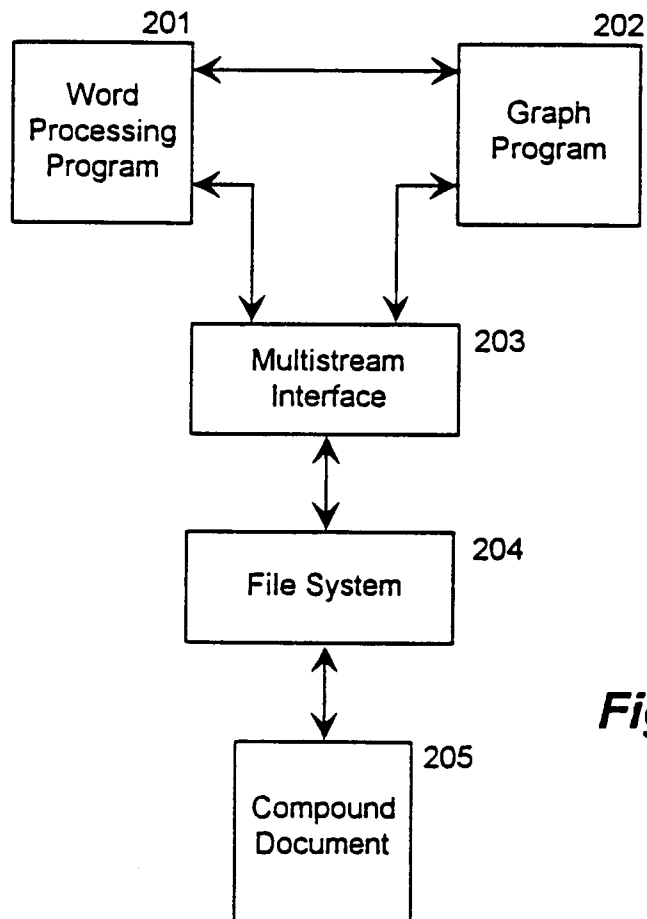 201
202
Word
Processing
Program
Graph
Program
203
Multistream
Interface
204
File System
205
Compound
Document